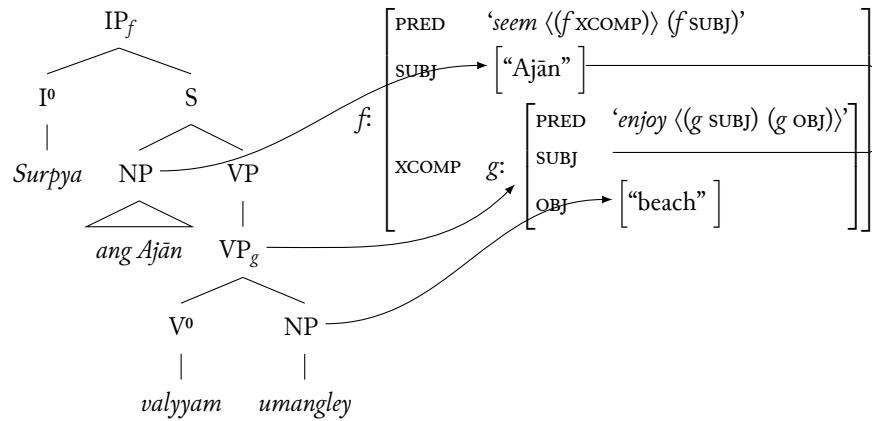 IPf
I⁰ S
Surpya NP VP
ang Ajān VPg
V⁰ NP
valyyam umangley
f:
PRED ‘seem ⟨(f XCOMP)⟩ (f SUBJ)’
SUBJ [“Ajān” ]
XCOMP g:
PRED ‘enjoy ⟨(g SUBJ) (g OBJ)⟩’
SUBJ
OBJ [“beach” ]